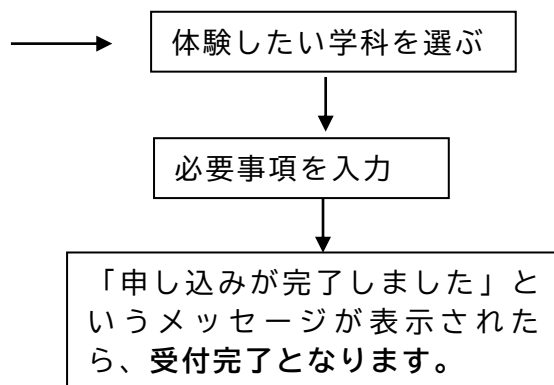 体験したい学科を選ぶ
必要事項を入力
「申し込みが完了しました」と
いうメッセージが表示された
ら、受付完了となります。